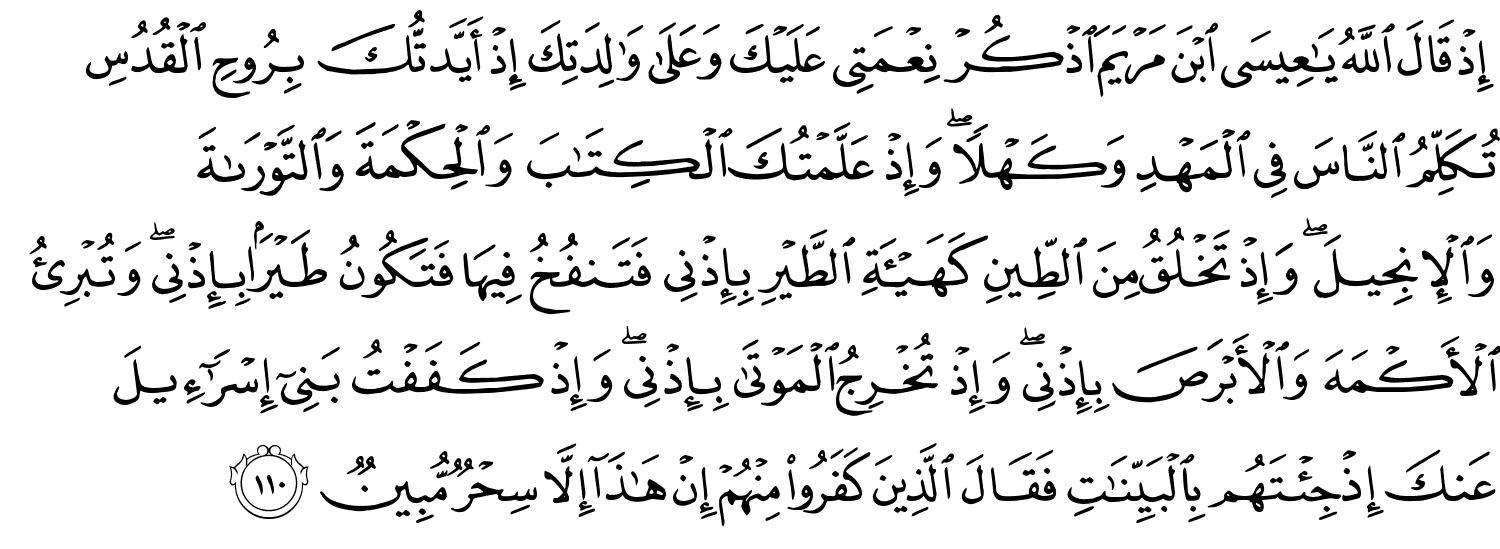 إِذۡ قَالَ ٱللَّهُ يَٰعِيسَى ٱبۡنَ مَرۡيَمَ ٱذۡكُرۡ نِعۡمَتِي عَلَيۡكَ وَعَلَىٰ وَٰلِدَتِكَ إِذۡ أَيَّدتُّكَ بِرُوحِ ٱلۡقُدُسِ
تُكَلِّمُ ٱلنَّاسَ فِي ٱلۡمَهۡدِ وَكَهۡلٗاۖ وَإِذۡ عَلَّمۡتُكَ ٱلۡكِتَٰبَ وَٱلۡحِكۡمَةَ وَٱلتَّوۡرَىٰةَ
وَٱلۡإِنجِيلَۖ وَإِذۡ تَخۡلُقُ مِنَ ٱلطِّينِ كَهَيۡـَٔةِ ٱلطَّيۡرِ بِإِذۡنِي فَتَنفُخُ فِيهَا فَتَكُونُ طَيۡرَۢا بِإِذۡنِيۖ وَتُبۡرِئُ
ٱلۡأَكۡمَهَ وَٱلۡأَبۡرَصَ بِإِذۡنِيۖ وَإِذۡ تُخۡرِجُ ٱلۡمَوۡتَىٰ بِإِذۡنِيۖ وَإِذۡ كَفَفۡتُ بَنِيٓ إِسۡرَٰٓءِيلَ
عَنكَ إِذۡ جِئۡتَهُم بِٱلۡبَيِّنَٰتِ فَقَالَ ٱلَّذِينَ كَفَرُواْ مِنۡهُمۡ إِنۡ هَٰذَآ إِلَّا سِحۡرٞ مُّبِينٞ ١١٠